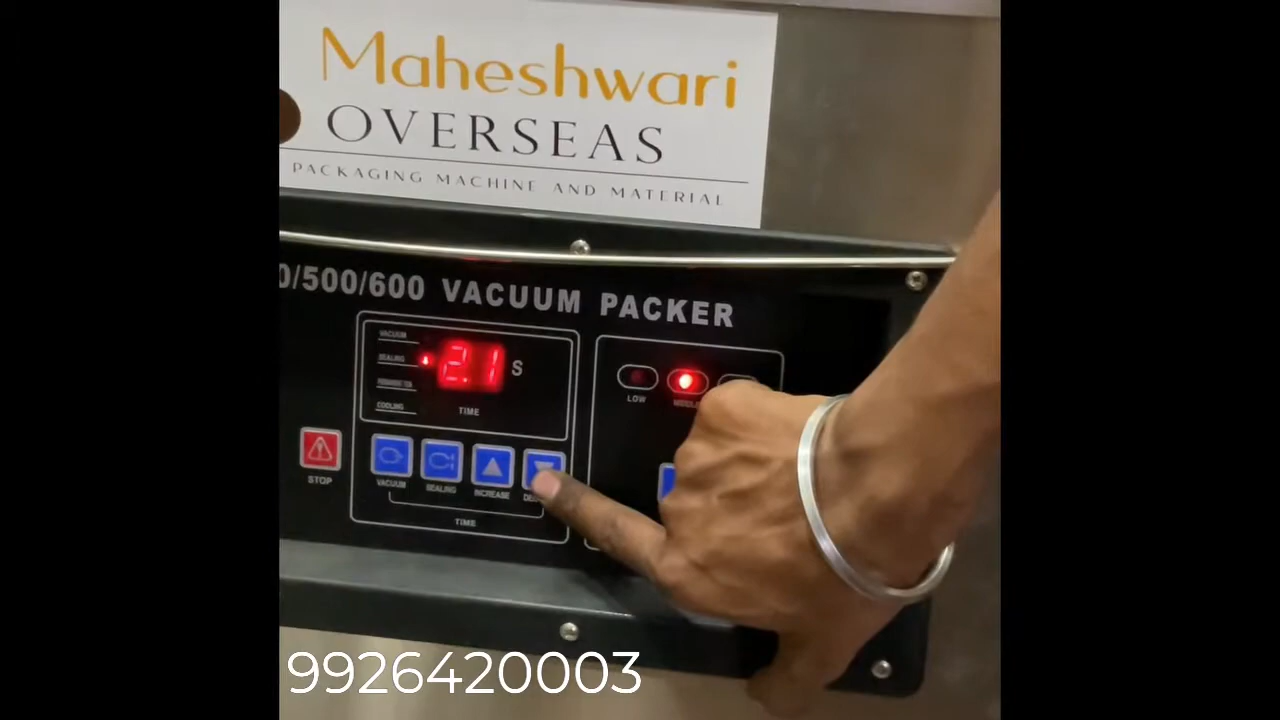 Maheshwari
OVERSEAS
PACKAGING MACHINE AND MATERIAL
0/500/600 VACUUM PACKER
VACUUM
SEALING
COOLING
2.1 S
TIME
LOW
STOP
VACUUM
SEALING
INCREASE
TIME
9926420003